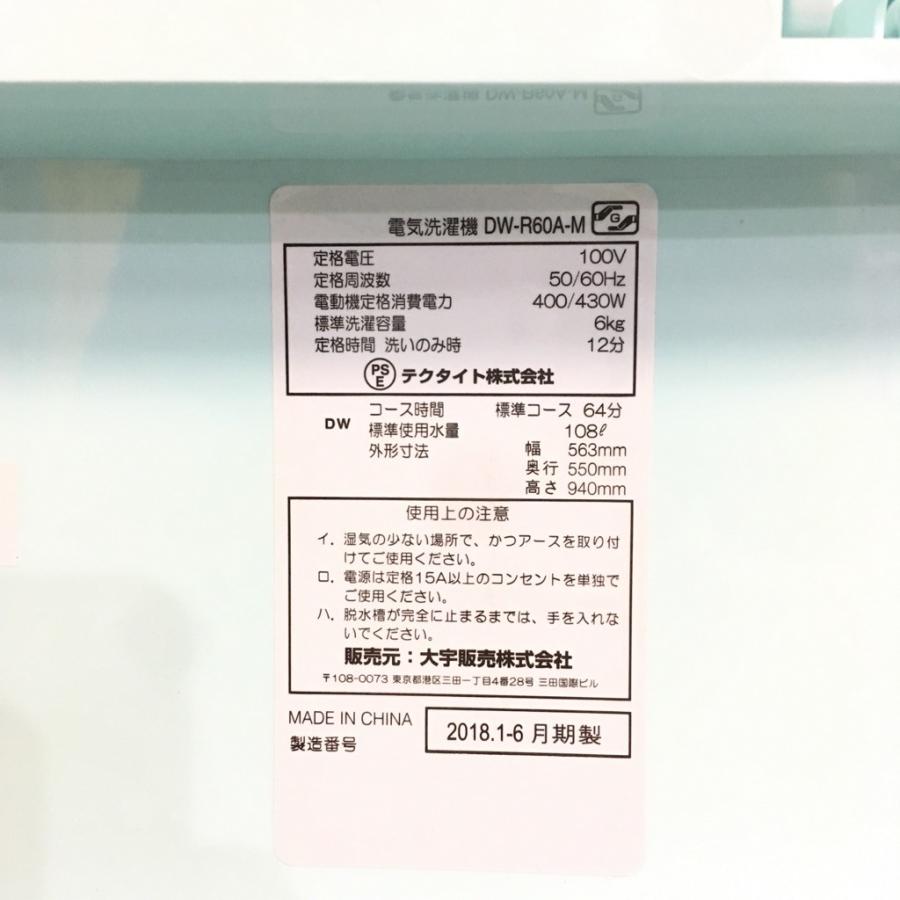 電気洗濯機 DW-R60A-M G
定格電圧 100V
定格周波数 50/60Hz
電動機定格消費電力 400/430W
標準洗濯容量 6kg
定格時間 洗いのみ時 12分
PSE テクタイト株式会社
DW コース時間 標準コース 64分
標準使用水量 108ℓ
外形寸法 幅 563mm
奥行 550mm
高さ 940mm
使用上の注意
イ. 湿気の少ない場所で、かつアースを取り付
けてご使用ください。
ロ. 電源は定格15A以上のコンセントを単独で
ご使用ください。
ハ. 脱水槽が完全に止まるまでは、手を入れな
いでください。
販売元：大宇販売株式会社
〒108-0073 東京都港区三田一丁目4番28号 三田国際ビル
MADE IN CHINA
製造番号
2018.1-6 月期製